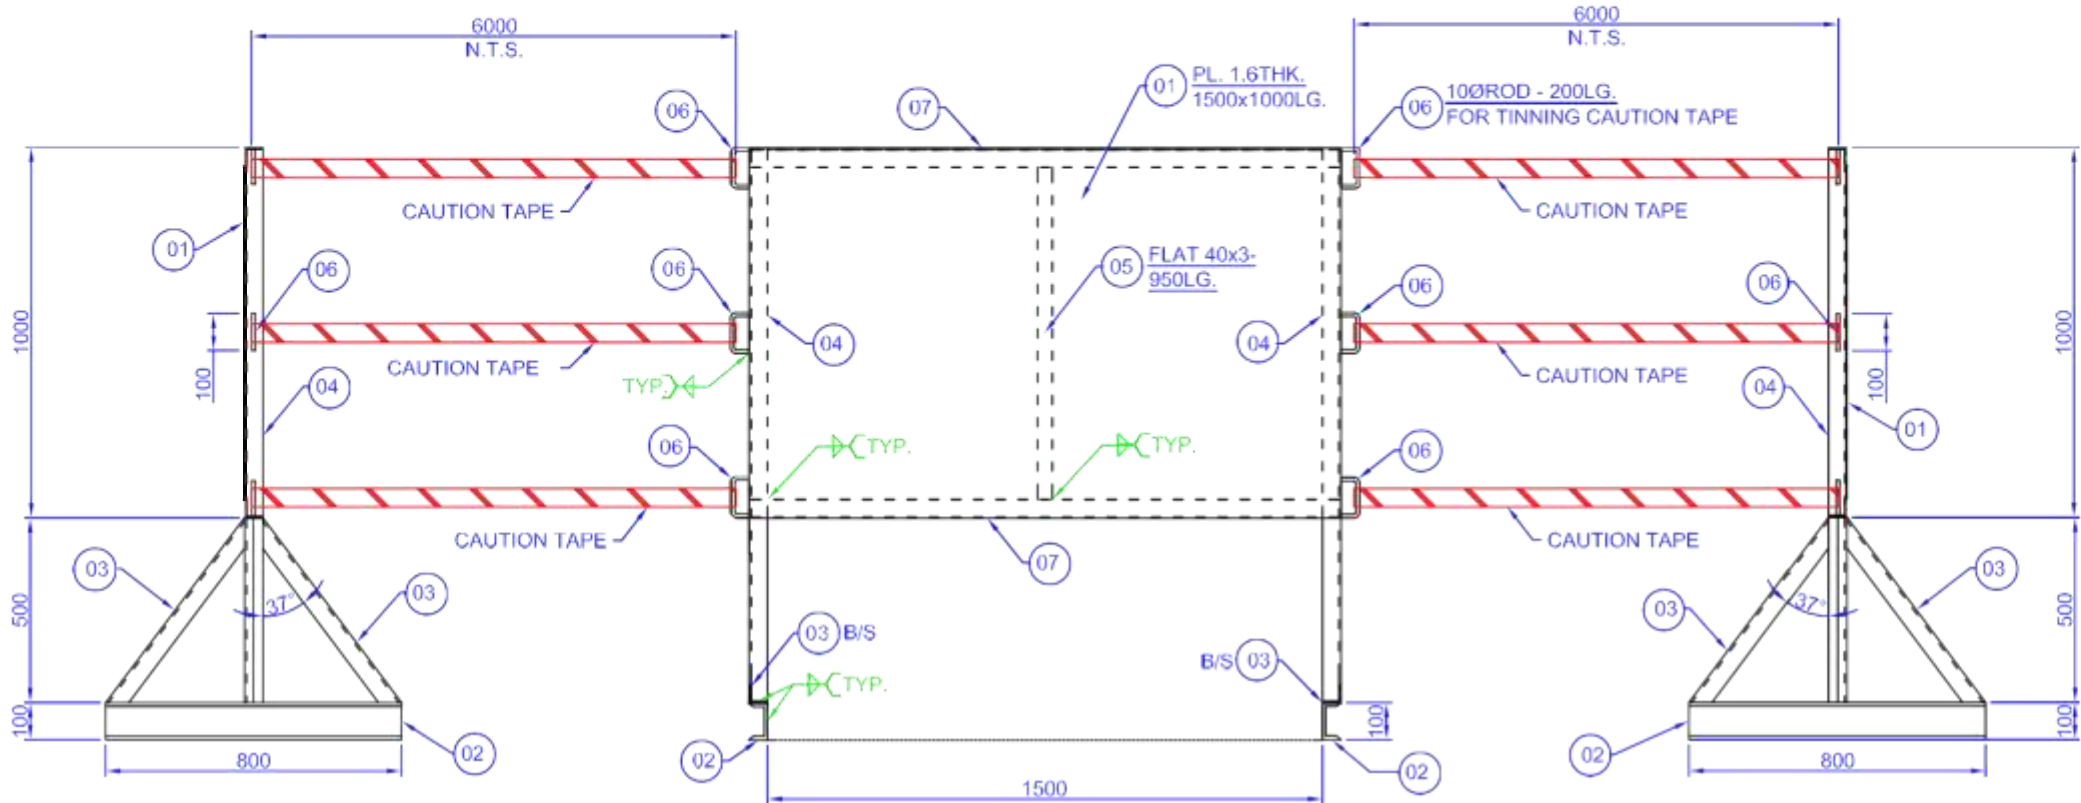 6000
N.T.S.
6000
N.T.S.
01 PL. 1.6THK.
1500x1000LG.
06
07
06 10ØROD - 200LG.
FOR TINNING CAUTION TAPE
CAUTION TAPE
CAUTION TAPE
01
06
06
05 FLAT 40x3-
950LG.
06
06
1000
100
04
04
04
04
100
1000
CAUTION TAPE
CAUTION TAPE
TYP.
01
06
TYP.
TYP.
06
CAUTION TAPE
CAUTION TAPE
03
03
37°
07
03
03
37°
500
03 B/S
B/S 03
500
TYP.
100
100
100
02
02
02
02
800
1500
800